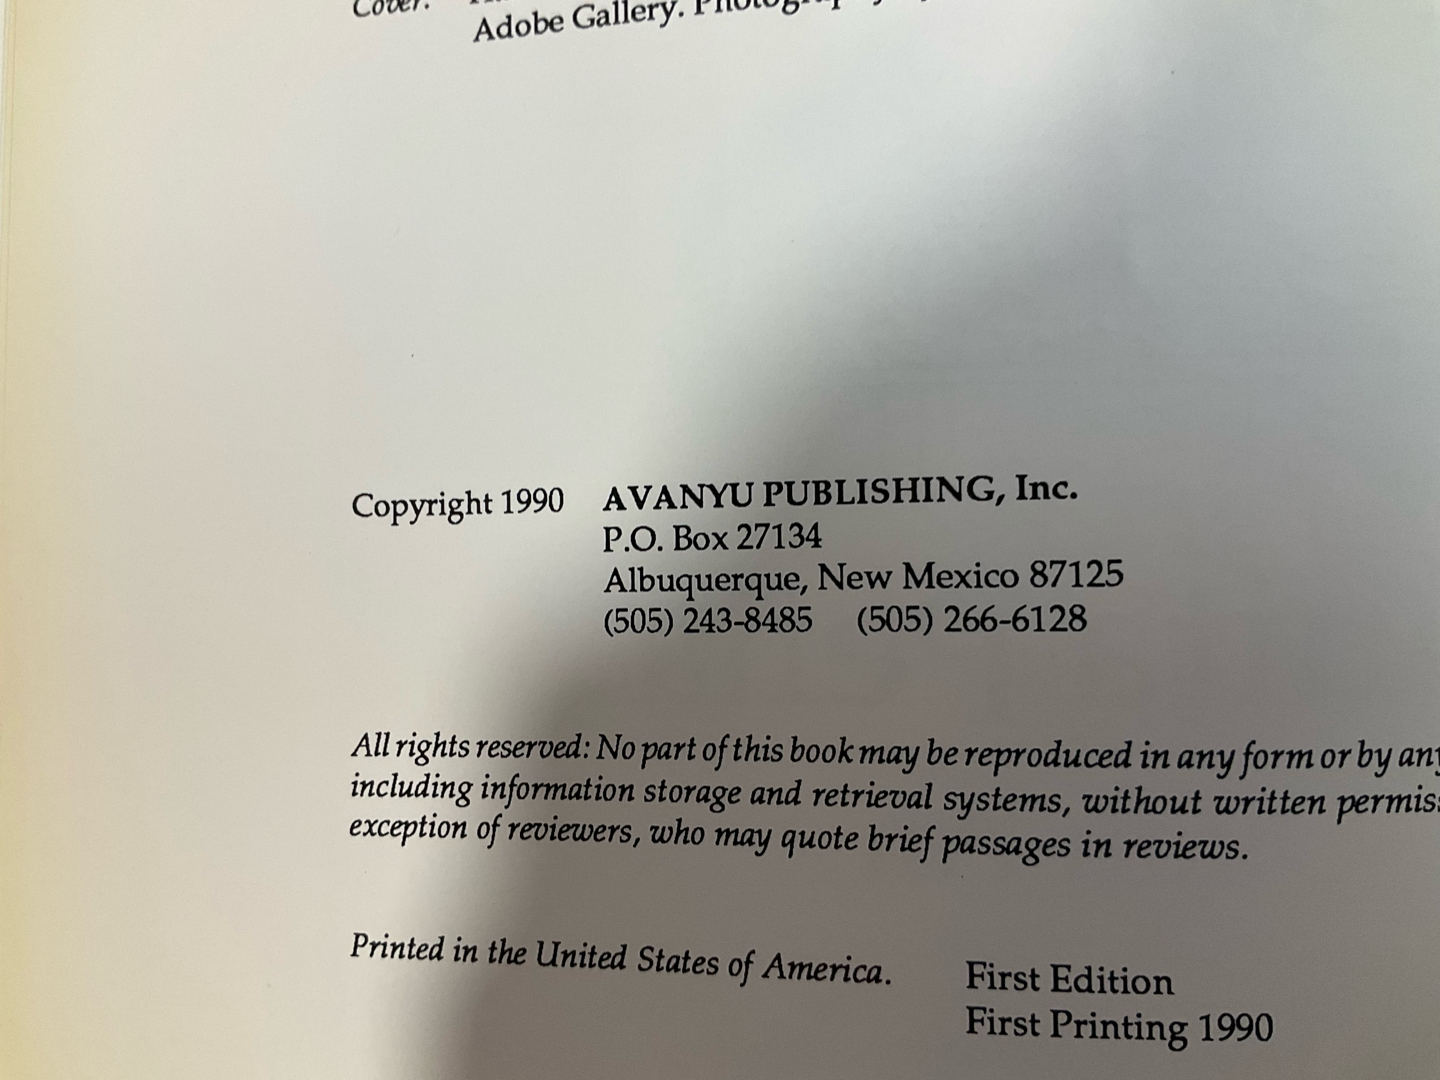 Cover:
Adobe Gallery. Photography
Copyright 1990 AVANYU PUBLISHING, Inc.
P.O. Box 27134
Albuquerque, New Mexico 87125
(505) 243-8485 (505) 266-6128
All rights reserved: No part of this book may be reproduced in any form or by any
including information storage and retrieval systems, without written
exception of reviewers, who may quote brief passages in reviews.
Printed in the United States of America.
First Edition
First Printing 1990